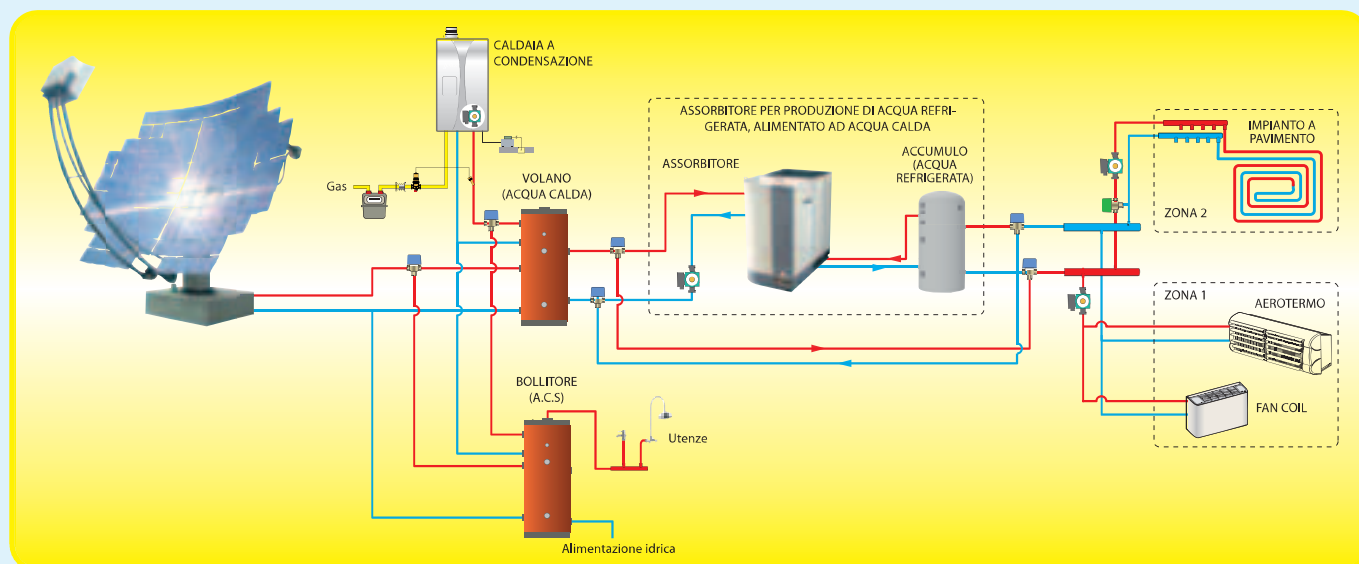 CALDAIA A
CONDENSAZIONE
ASSORBITORE PER PRODUZIONE DI ACQUA REFRI-
GERATA, ALIMENTATO AD ACQUA CALDA
IMPIANTO A
PAVIMENTO
ASSORBITORE
ACCUMULO
(ACQUA
REFRIGERATA)
Gas
VOLANO
(ACQUA CALDA)
ZONA 2
ZONA 1
AEROTERMO
FAN COIL
BOLLITORE
(A.C.S)
Utenze
Alimentazione idrica